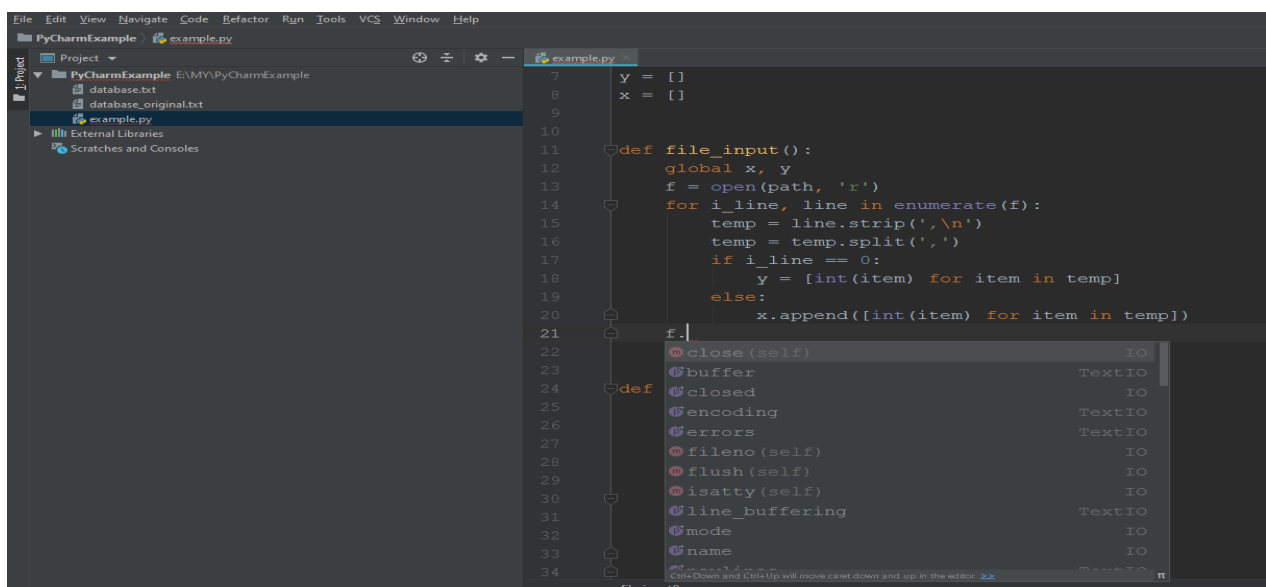 File Edit View Navigate Code Refactor Run Tools VCS Window Help
PyCharmExample example.py
1: Project
Project
PyCharmExample E:\MY\PyCharmExample
database.txt
database_original.txt
example.py
External Libraries
Scratches and Consoles
example.py
7 y = []
8 x = []
9
10
11 def file_input():
12 global x, y
13 f = open(path, 'r')
14 for i_line, line in enumerate(f):
15 temp = line.strip(',\n')
16 temp = temp.split(',')
17 if i_line == 0:
18 y = [int(item) for item in temp]
19 else:
20 x.append([int(item) for item in temp])
21 f.
22 close(self) IO
23 buffer TextIO
24 def closed IO
25 encoding TextIO
26 errors TextIO
27 fileno(self) IO
28 flush(self) IO
29 isatty(self) IO
30
31 line_buffering TextIO
32 mode IO
33 name IO
34
Ctrl+Down and Ctrl+Up will move caret down and up in the editor >> π